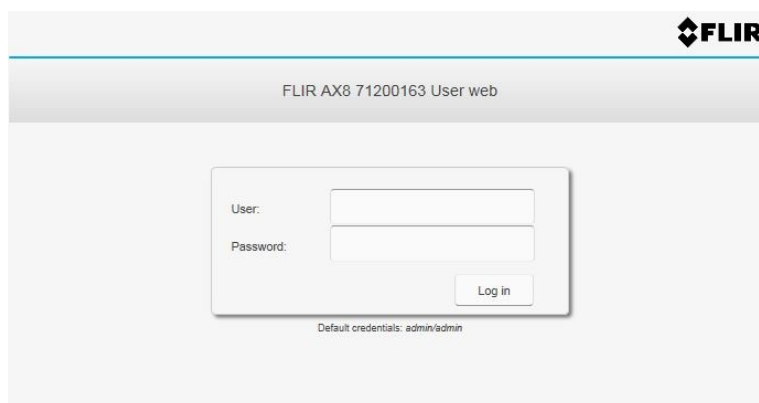 FLIR
FLIR AX8 71200163 User web
User:
Password:
Log in
Default credentials: admin/admin